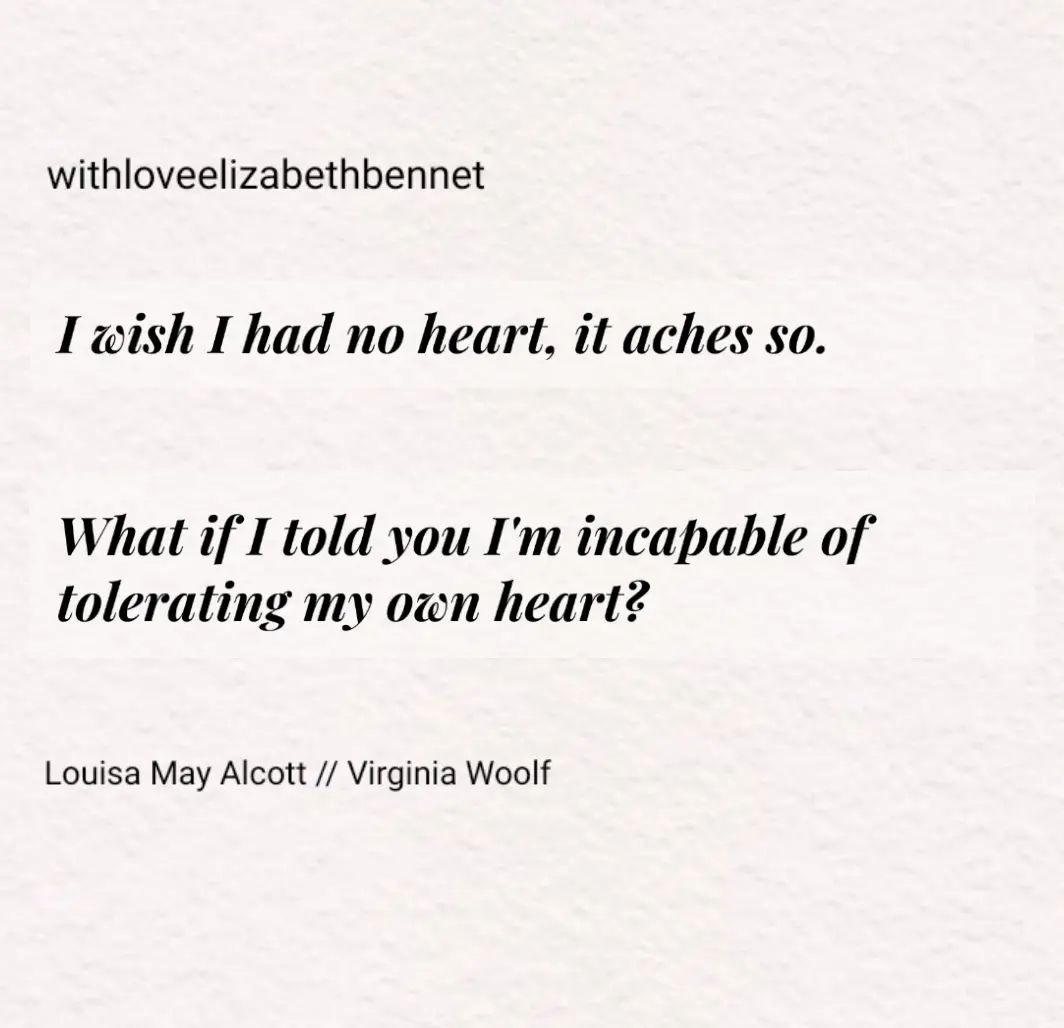 withloveelizabethbennet
I wish I had no heart, it aches so.
What if I told you I'm incapable of
tolerating my own heart?
Louisa May Alcott // Virginia Woolf